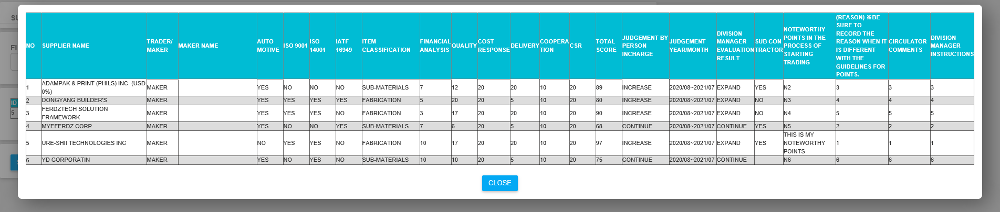 SU
FI
ID
5
S
NO SUPPLIER NAME TRADER/ MAKER MAKER NAME AUTO MOTIVE ISO 9001 ISO 14001 IATF 16949 ITEM CLASSIFICATION FINANCIAL ANALYSIS QUALITY COST RESPONSE DELIVERY COOPERA TION CSR TOTAL SCORE JUDGEMENT BY PERSON INCHARGE JUDGEMENT YEAR/MONTH DIVISION MANAGER EVALUATION RESULT SUB CON TRACTOR NOTEWORTHY POINTS IN THE PROCESS OF STARTING TRADING (REASON) ※BE SURE TO RECORD THE REASON WHEN IT IS DIFFERENT WITH THE GUIDELINES FOR POINTS. CIRCULATOR COMMENTS DIVISION MANAGER INSTRUCTIONS
1 ADAMPAK & PRINT (PHILS) INC. (USD 0%) MAKER YES NO NO NO SUB-MATERIALS 7 12 20 20 10 20 89 INCREASE 2020/08~2021/07 EXPAND YES N2 3 3 3
2 DONGYANG BUILDER'S MAKER YES YES YES YES FABRICATION 5 20 20 5 10 20 80 INCREASE 2020/08~2021/07 EXPAND NO N3 4 4 4
3 FERDZTECH SOLUTION FRAMEWORK MAKER YES YES YES NO FABRICATION 3 17 20 20 10 20 90 INCREASE 2020/08~2021/07 EXPAND NO N4 5 5 5
4 MYEFERDZ CORP MAKER YES NO NO YES SUB-MATERIALS 7 6 20 5 10 20 68 CONTINUE 2020/08~2021/07 CONTINUE YES N5 2 2 2
5 URE-SHII TECHNOLOGIES INC MAKER NO YES YES NO FABRICATION 10 17 20 20 10 20 97 INCREASE 2020/08~2021/07 EXPAND YES THIS IS MY NOTEWORTHY POINTS 1 1 1
6 YD CORPORATIN MAKER YES NO YES NO SUB-MATERIALS 10 10 20 5 10 20 75 CONTINUE 2020/08~2021/07 CONTINUE N6 6 6 6
CLOSE